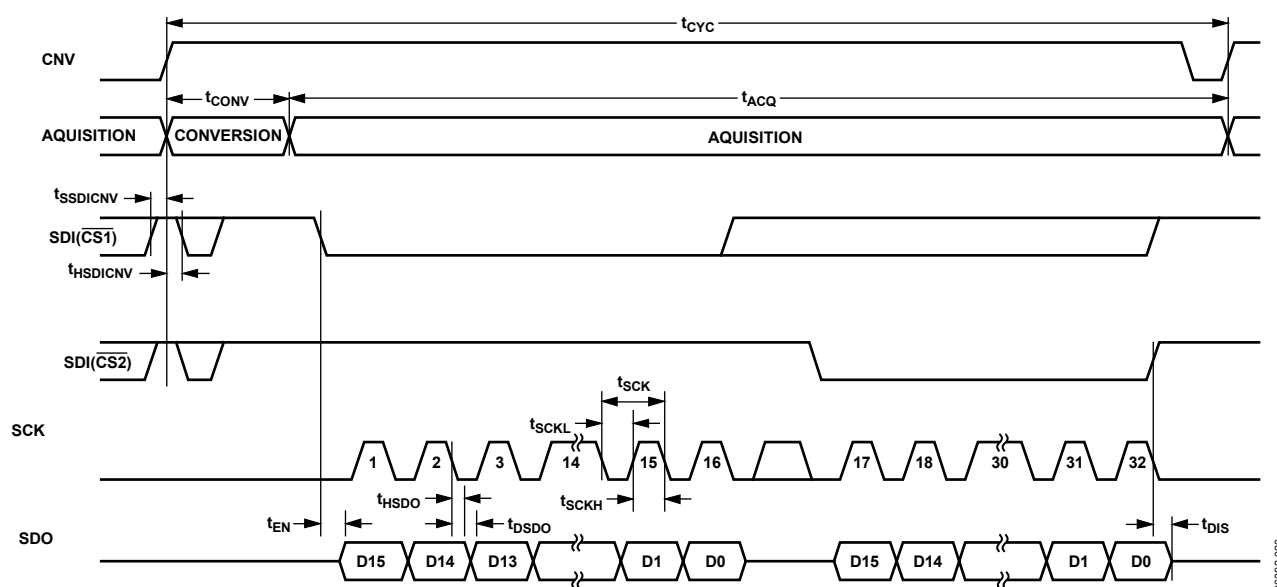 tCYC
CNV
tCONV
tACQ
AQUISITION
CONVERSION
AQUISITION
tSSDICNV
SDI(CS1)
tHSDICNV
SDI(CS2)
tSCK
SCK
tSCKL
1 2 3 14 15 16 17 18 30 31 32
tHSDO
tSCKH
tEN
tDSDO
tDIS
SDO
D15 D14 D13 D1 D0 D15 D14 D1 D0